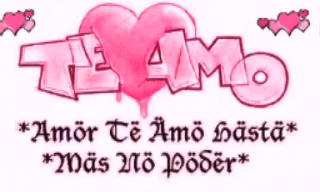 TE AMO
*Amör Të Ämö hästä*
*Mäs Nö Pödër*